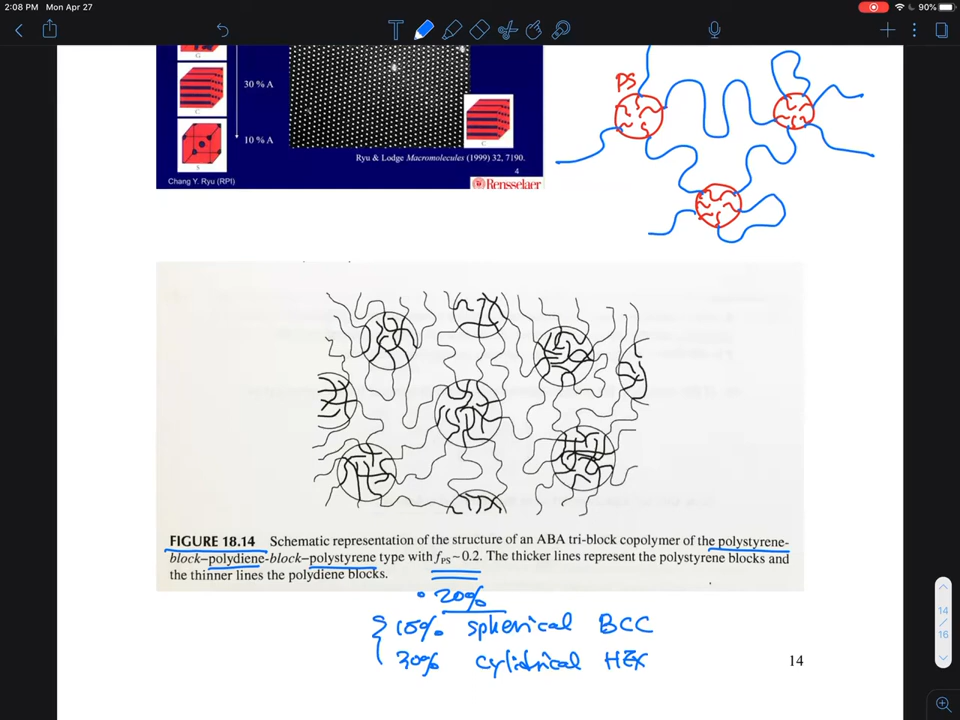 2:08 PM Mon Apr 27
90%
G
30 % A
C
10 % A
S
C
Ryu & Lodge Macromolecules (1999) 32, 7190.
4
Chang Y. Ryu (RPI)
Rensselaer
PS
FIGURE 18.14 Schematic representation of the structure of an ABA tri-block copolymer of the polystyrene-
block–polydiene-block–polystyrene type with fPS~0.2. The thicker lines represent the polystyrene blocks and
the thinner lines the polydiene blocks.
20%
10% spherical BCC
30% cylidrical HEX
14
14
/
16